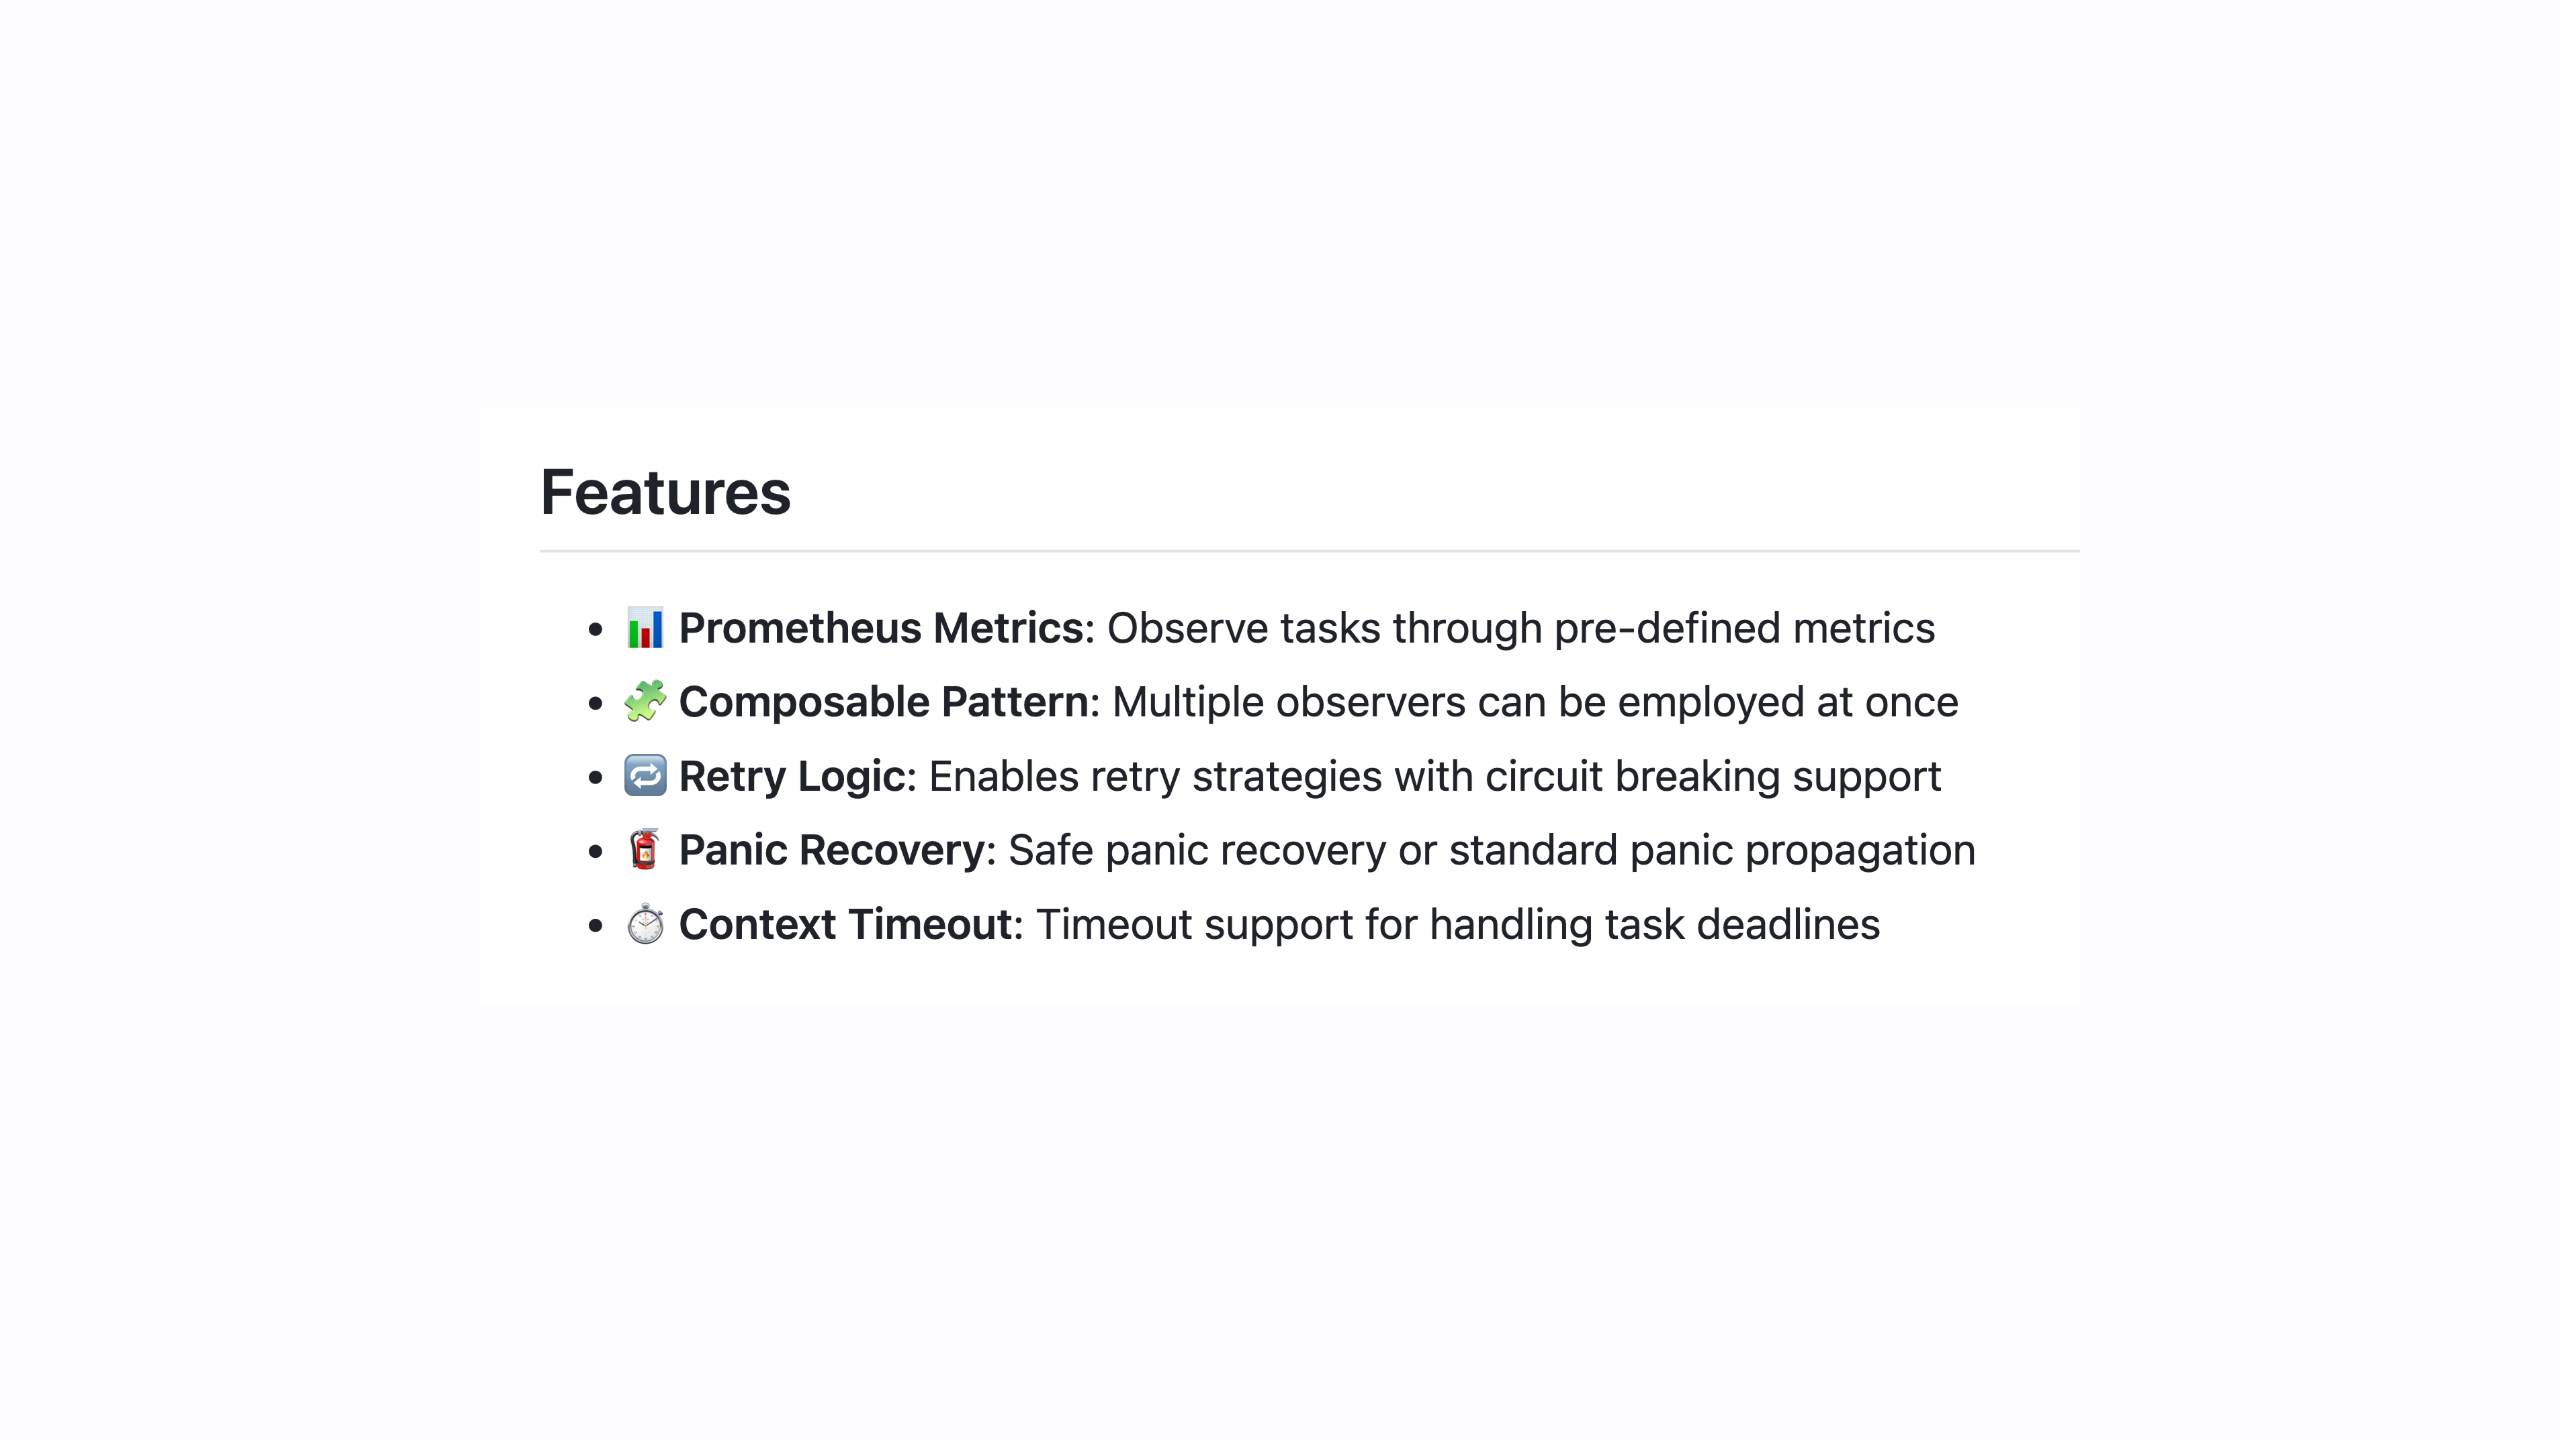 Features
• 📊 Prometheus Metrics: Observe tasks through pre-defined metrics
• 🧩 Composable Pattern: Multiple observers can be employed at once
• 🔁 Retry Logic: Enables retry strategies with circuit breaking support
• 🧯 Panic Recovery: Safe panic recovery or standard panic propagation
• ⏱️ Context Timeout: Timeout support for handling task deadlines